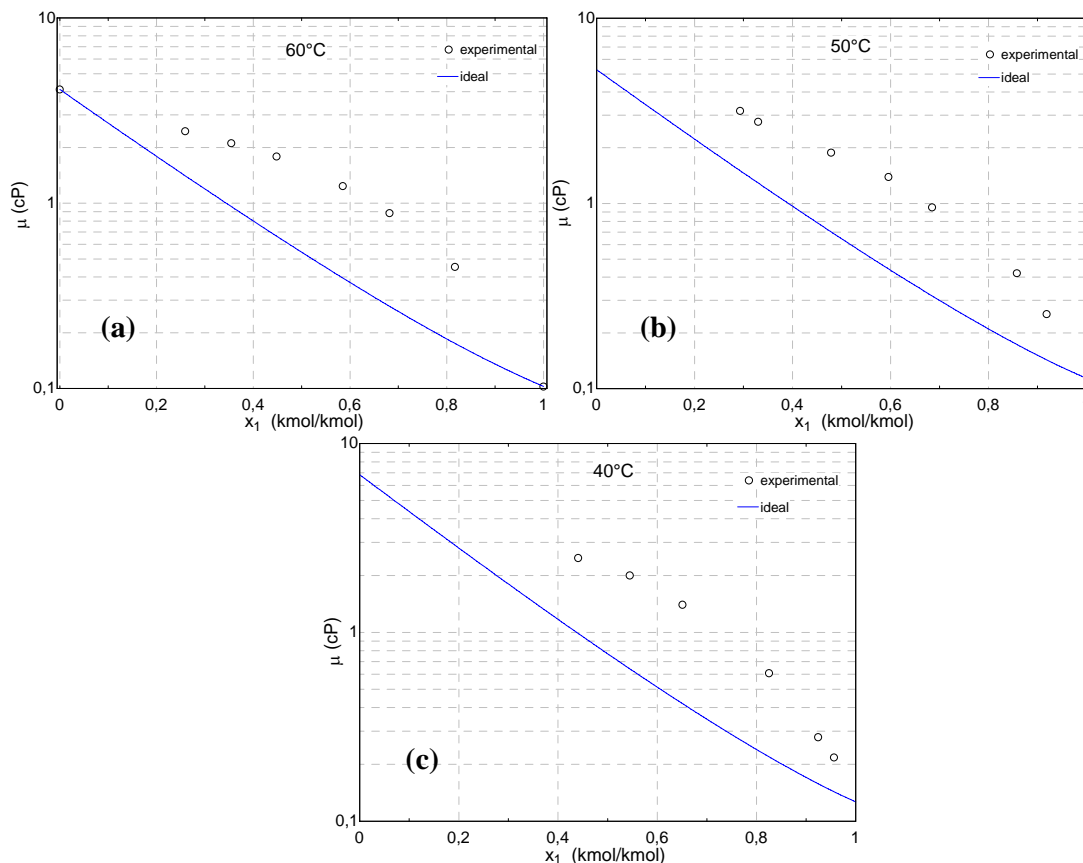 10
60°C
experimental
ideal
1
μ (cP)
(a)
0,1
0 0,2 0,4 0,6 0,8 1
x1 (kmol/kmol)
10
50°C
experimental
ideal
1
μ (cP)
(b)
0,1
0 0,2 0,4 0,6 0,8
x1 (kmol/kmol)
10
40°C
experimental
ideal
1
μ (cP)
(c)
0,1
0 0,2 0,4 0,6 0,8 1
x1 (kmol/kmol)